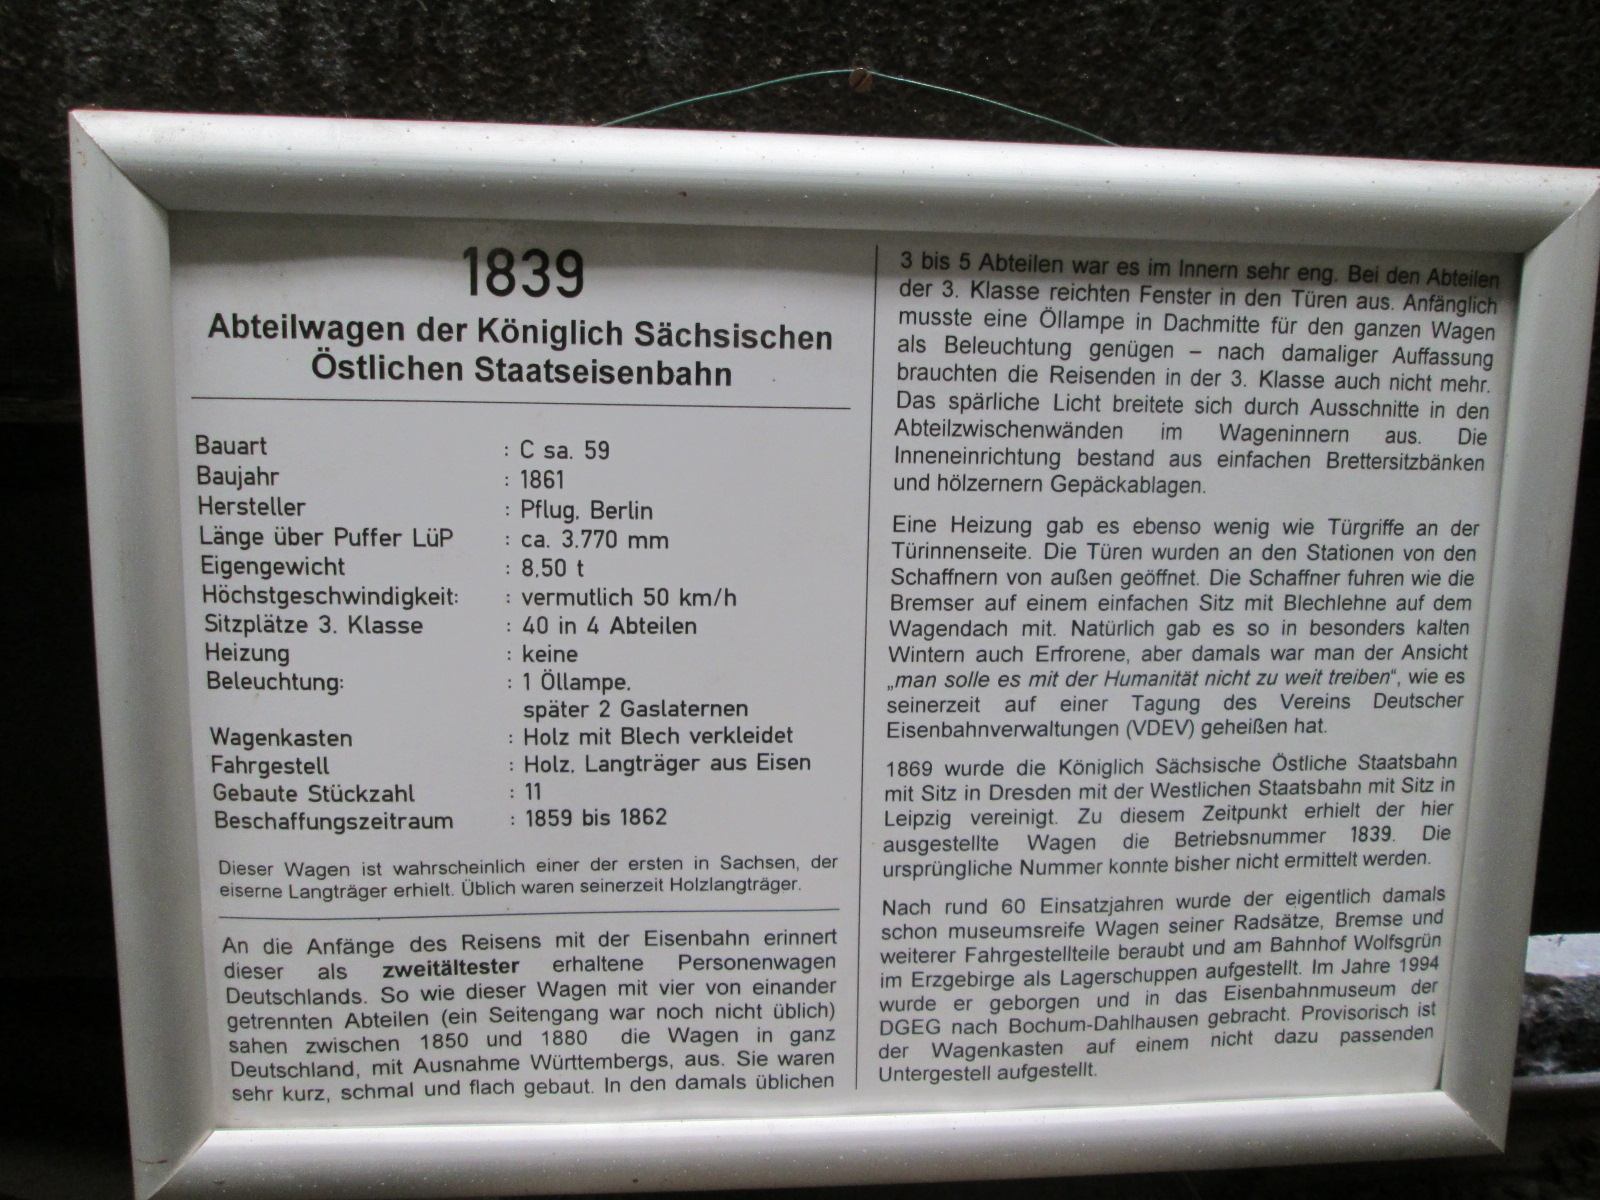 1839
Abteilwagen der Königlich Sächsischen
Östlichen Staatseisenbahn
Bauart : C sa. 59
Baujahr : 1861
Hersteller : Pflug, Berlin
Länge über Puffer LüP : ca. 3.770 mm
Eigengewicht : 8,50 t
Höchstgeschwindigkeit: : vermutlich 50 km/h
Sitzplätze 3. Klasse : 40 in 4 Abteilen
Heizung : keine
Beleuchtung: : 1 Öllampe,
später 2 Gaslaternen
Wagenkasten : Holz mit Blech verkleidet
Fahrgestell : Holz, Langträger aus Eisen
Gebaute Stückzahl : 11
Beschaffungszeitraum : 1859 bis 1862
Dieser Wagen ist wahrscheinlich einer der ersten in Sachsen, der
eiserne Langträger erhielt. Üblich waren seinerzeit Holzlangträger.
An die Anfänge des Reisens mit der Eisenbahn erinnert
dieser als zweitältester erhaltene Personenwagen
Deutschlands. So wie dieser Wagen mit vier von einander
getrennten Abteilen (ein Seitengang war noch nicht üblich)
sahen zwischen 1850 und 1880 die Wagen in ganz
Deutschland, mit Ausnahme Württembergs, aus. Sie waren
sehr kurz, schmal und flach gebaut. In den damals üblichen
3 bis 5 Abteilen war es im Innern sehr eng. Bei den Abteilen
der 3. Klasse reichten Fenster in den Türen aus. Anfänglich
musste eine Öllampe in Dachmitte für den ganzen Wagen
als Beleuchtung genügen – nach damaliger Auffassung
brauchten die Reisenden in der 3. Klasse auch nicht mehr.
Das spärliche Licht breitete sich durch Ausschnitte in den
Abteilzwischenwänden im Wageninnern aus. Die
Inneneinrichtung bestand aus einfachen Brettersitzbänken
und hölzernern Gepäckablagen.
Eine Heizung gab es ebenso wenig wie Türgriffe an der
Türinnenseite. Die Türen wurden an den Stationen von den
Schaffnern von außen geöffnet. Die Schaffner fuhren wie die
Bremser auf einem einfachen Sitz mit Blechlehne auf dem
Wagendach mit. Natürlich gab es so in besonders kalten
Wintern auch Erfrorene, aber damals war man der Ansicht
„man solle es mit der Humanität nicht zu weit treiben“, wie es
seinerzeit auf einer Tagung des Vereins Deutscher
Eisenbahnverwaltungen (VDEV) geheißen hat.
1869 wurde die Königlich Sächsische Östliche Staatsbahn
mit Sitz in Dresden mit der Westlichen Staatsbahn mit Sitz in
Leipzig vereinigt. Zu diesem Zeitpunkt erhielt der hier
ausgestellte Wagen die Betriebsnummer 1839. Die
ursprüngliche Nummer konnte bisher nicht ermittelt werden.
Nach rund 60 Einsatzjahren wurde der eigentlich damals
schon museumsreife Wagen seiner Radsätze, Bremse und
weiterer Fahrgestellteile beraubt und am Bahnhof Wolfsgrün
im Erzgebirge als Lagerschuppen aufgestellt. Im Jahre 1994
wurde er geborgen und in das Eisenbahnmuseum der
DGEG nach Bochum-Dahlhausen gebracht. Provisorisch ist
der Wagenkasten auf einem nicht dazu passenden
Untergestell aufgestellt.